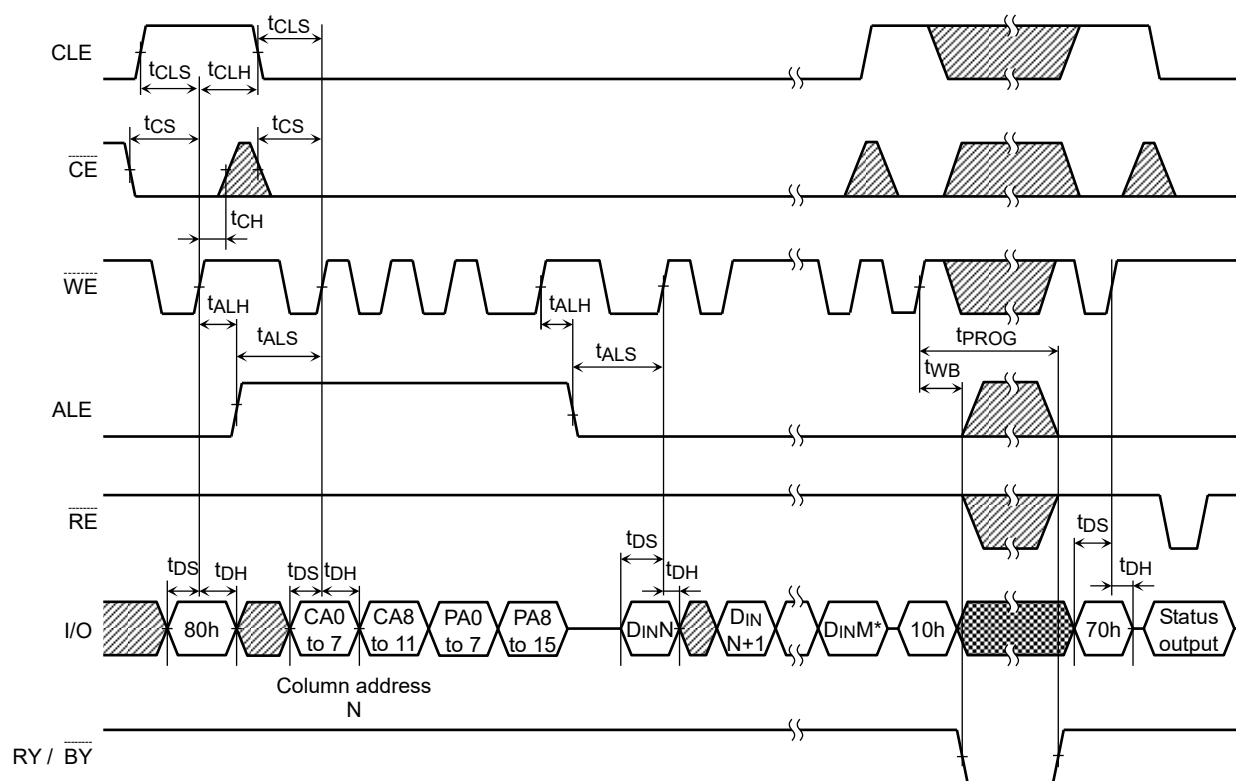 tCLS
CLE
tCLS tCLH
tCS tCS
CE
tCH
WE
tALH tALH
tALS tPROG
tALS
tWB
ALE
RE
tDS tDS
tDS tDH tDS tDH tDH tDH
I/O 80h CA0 to 7 CA8 to 11 PA0 to 7 PA8 to 15 DINN DIN N+1 DINM* 10h 70h Status output
Column address
N
RY / BY